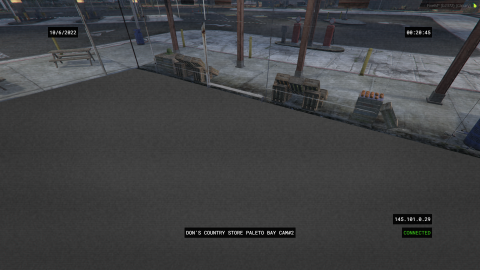 10/6/2022
00:20:45
145.101.0.29
CONNECTED
DON'S COUNTRY STORE PALETO BAY CAM#2